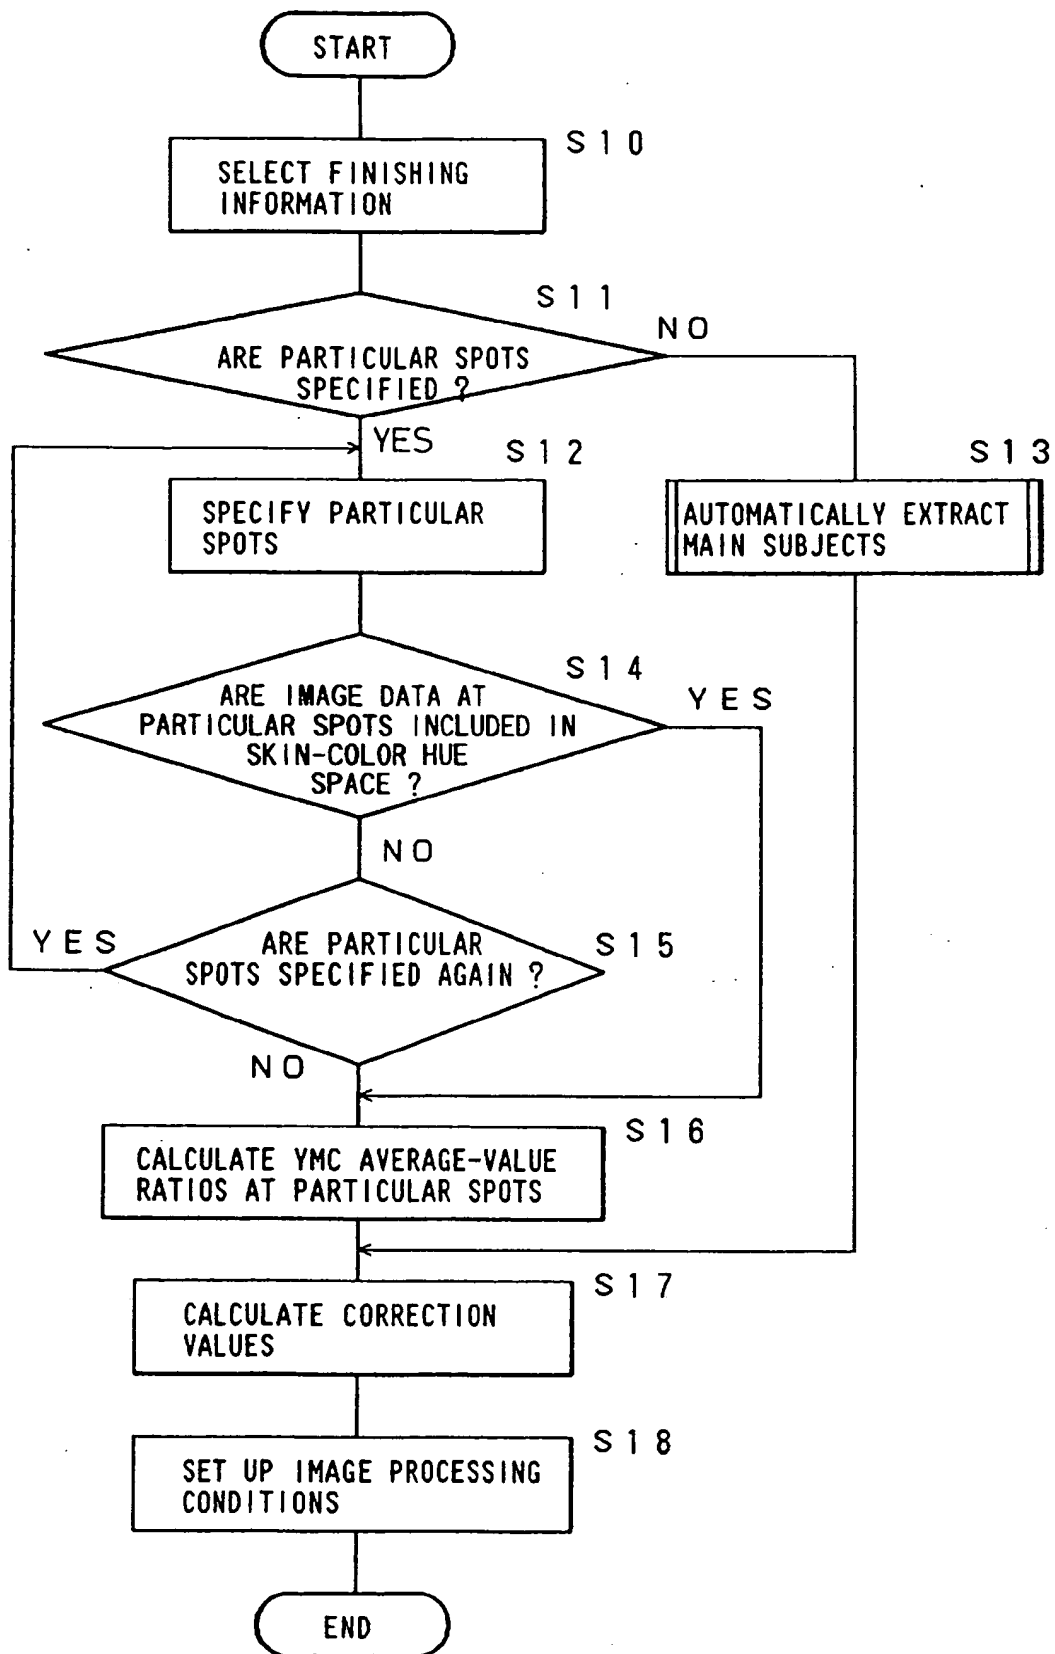 START
S10
SELECT FINISHING
INFORMATION
S11
NO
ARE PARTICULAR SPOTS
SPECIFIED ?
YES
S12
SPECIFY PARTICULAR
SPOTS
S13
AUTOMATICALLY EXTRACT
MAIN SUBJECTS
S14
ARE IMAGE DATA AT
PARTICULAR SPOTS INCLUDED IN
SKIN-COLOR HUE
SPACE ?
YES
NO
YES
ARE PARTICULAR
SPOTS SPECIFIED AGAIN ?
S15
NO
S16
CALCULATE YMC AVERAGE-VALUE
RATIOS AT PARTICULAR SPOTS
S17
CALCULATE CORRECTION
VALUES
S18
SET UP IMAGE PROCESSING
CONDITIONS
END